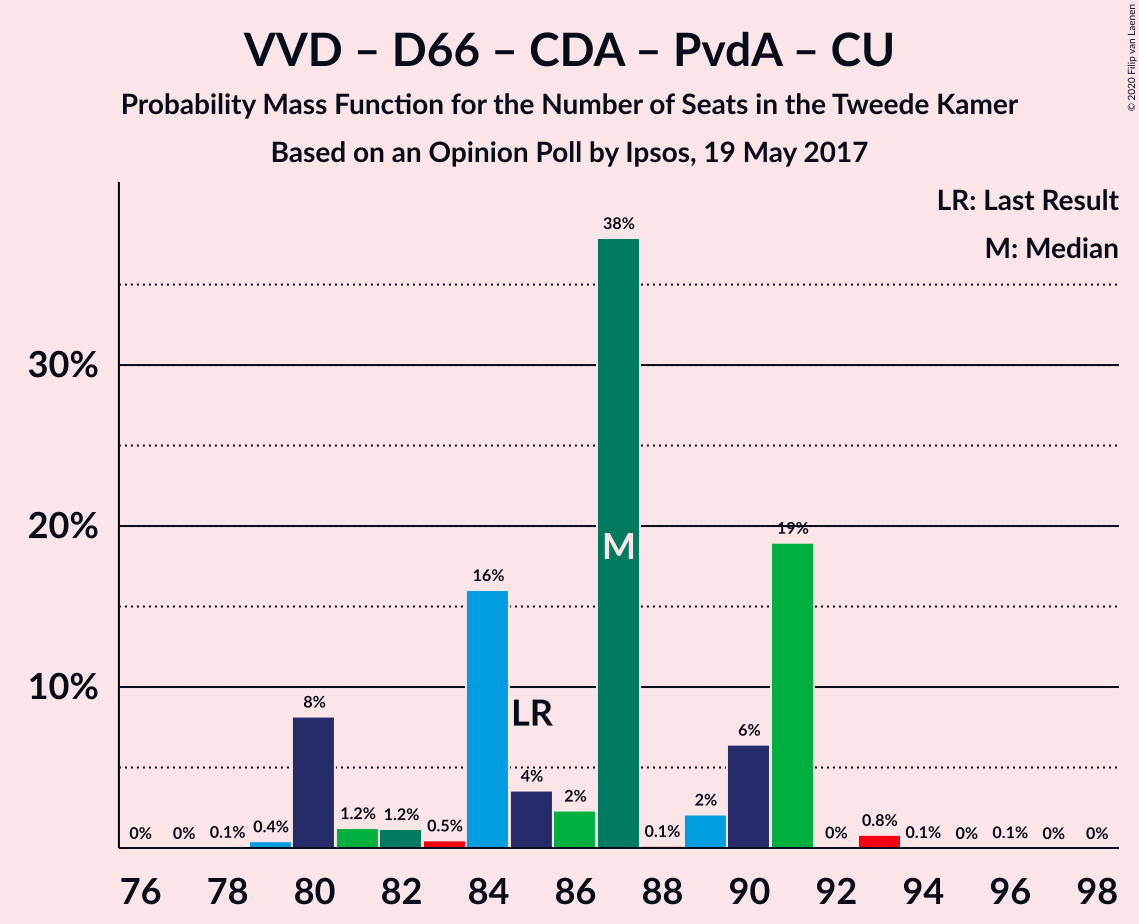 VVD – D66 – CDA – PvdA – CU
Probability Mass Function for the Number of Seats in the Tweede Kamer
Based on an Opinion Poll by Ipsos, 19 May 2017
© 2020 Filip van Laenen
LR: Last Result
M: Median
30%
20%
10%
0%
0%
0.1%
0.4%
8%
1.2%
1.2%
0.5%
16%
LR
4%
2%
38%
M
0.1%
2%
6%
19%
0%
0.8%
0.1%
0%
0.1%
0%
0%
76 78 80 82 84 86 88 90 92 94 96 98